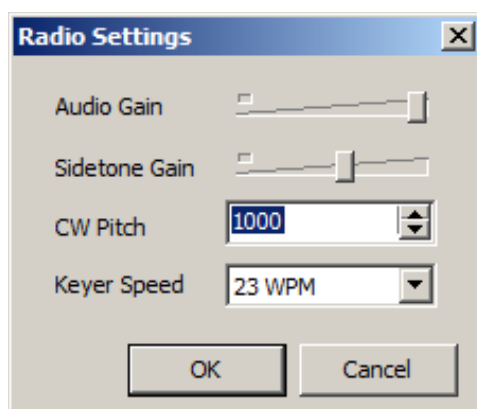 Radio Settings
Audio Gain
Sidetone Gain
CW Pitch 1000
Keyer Speed 23 WPM
OK Cancel